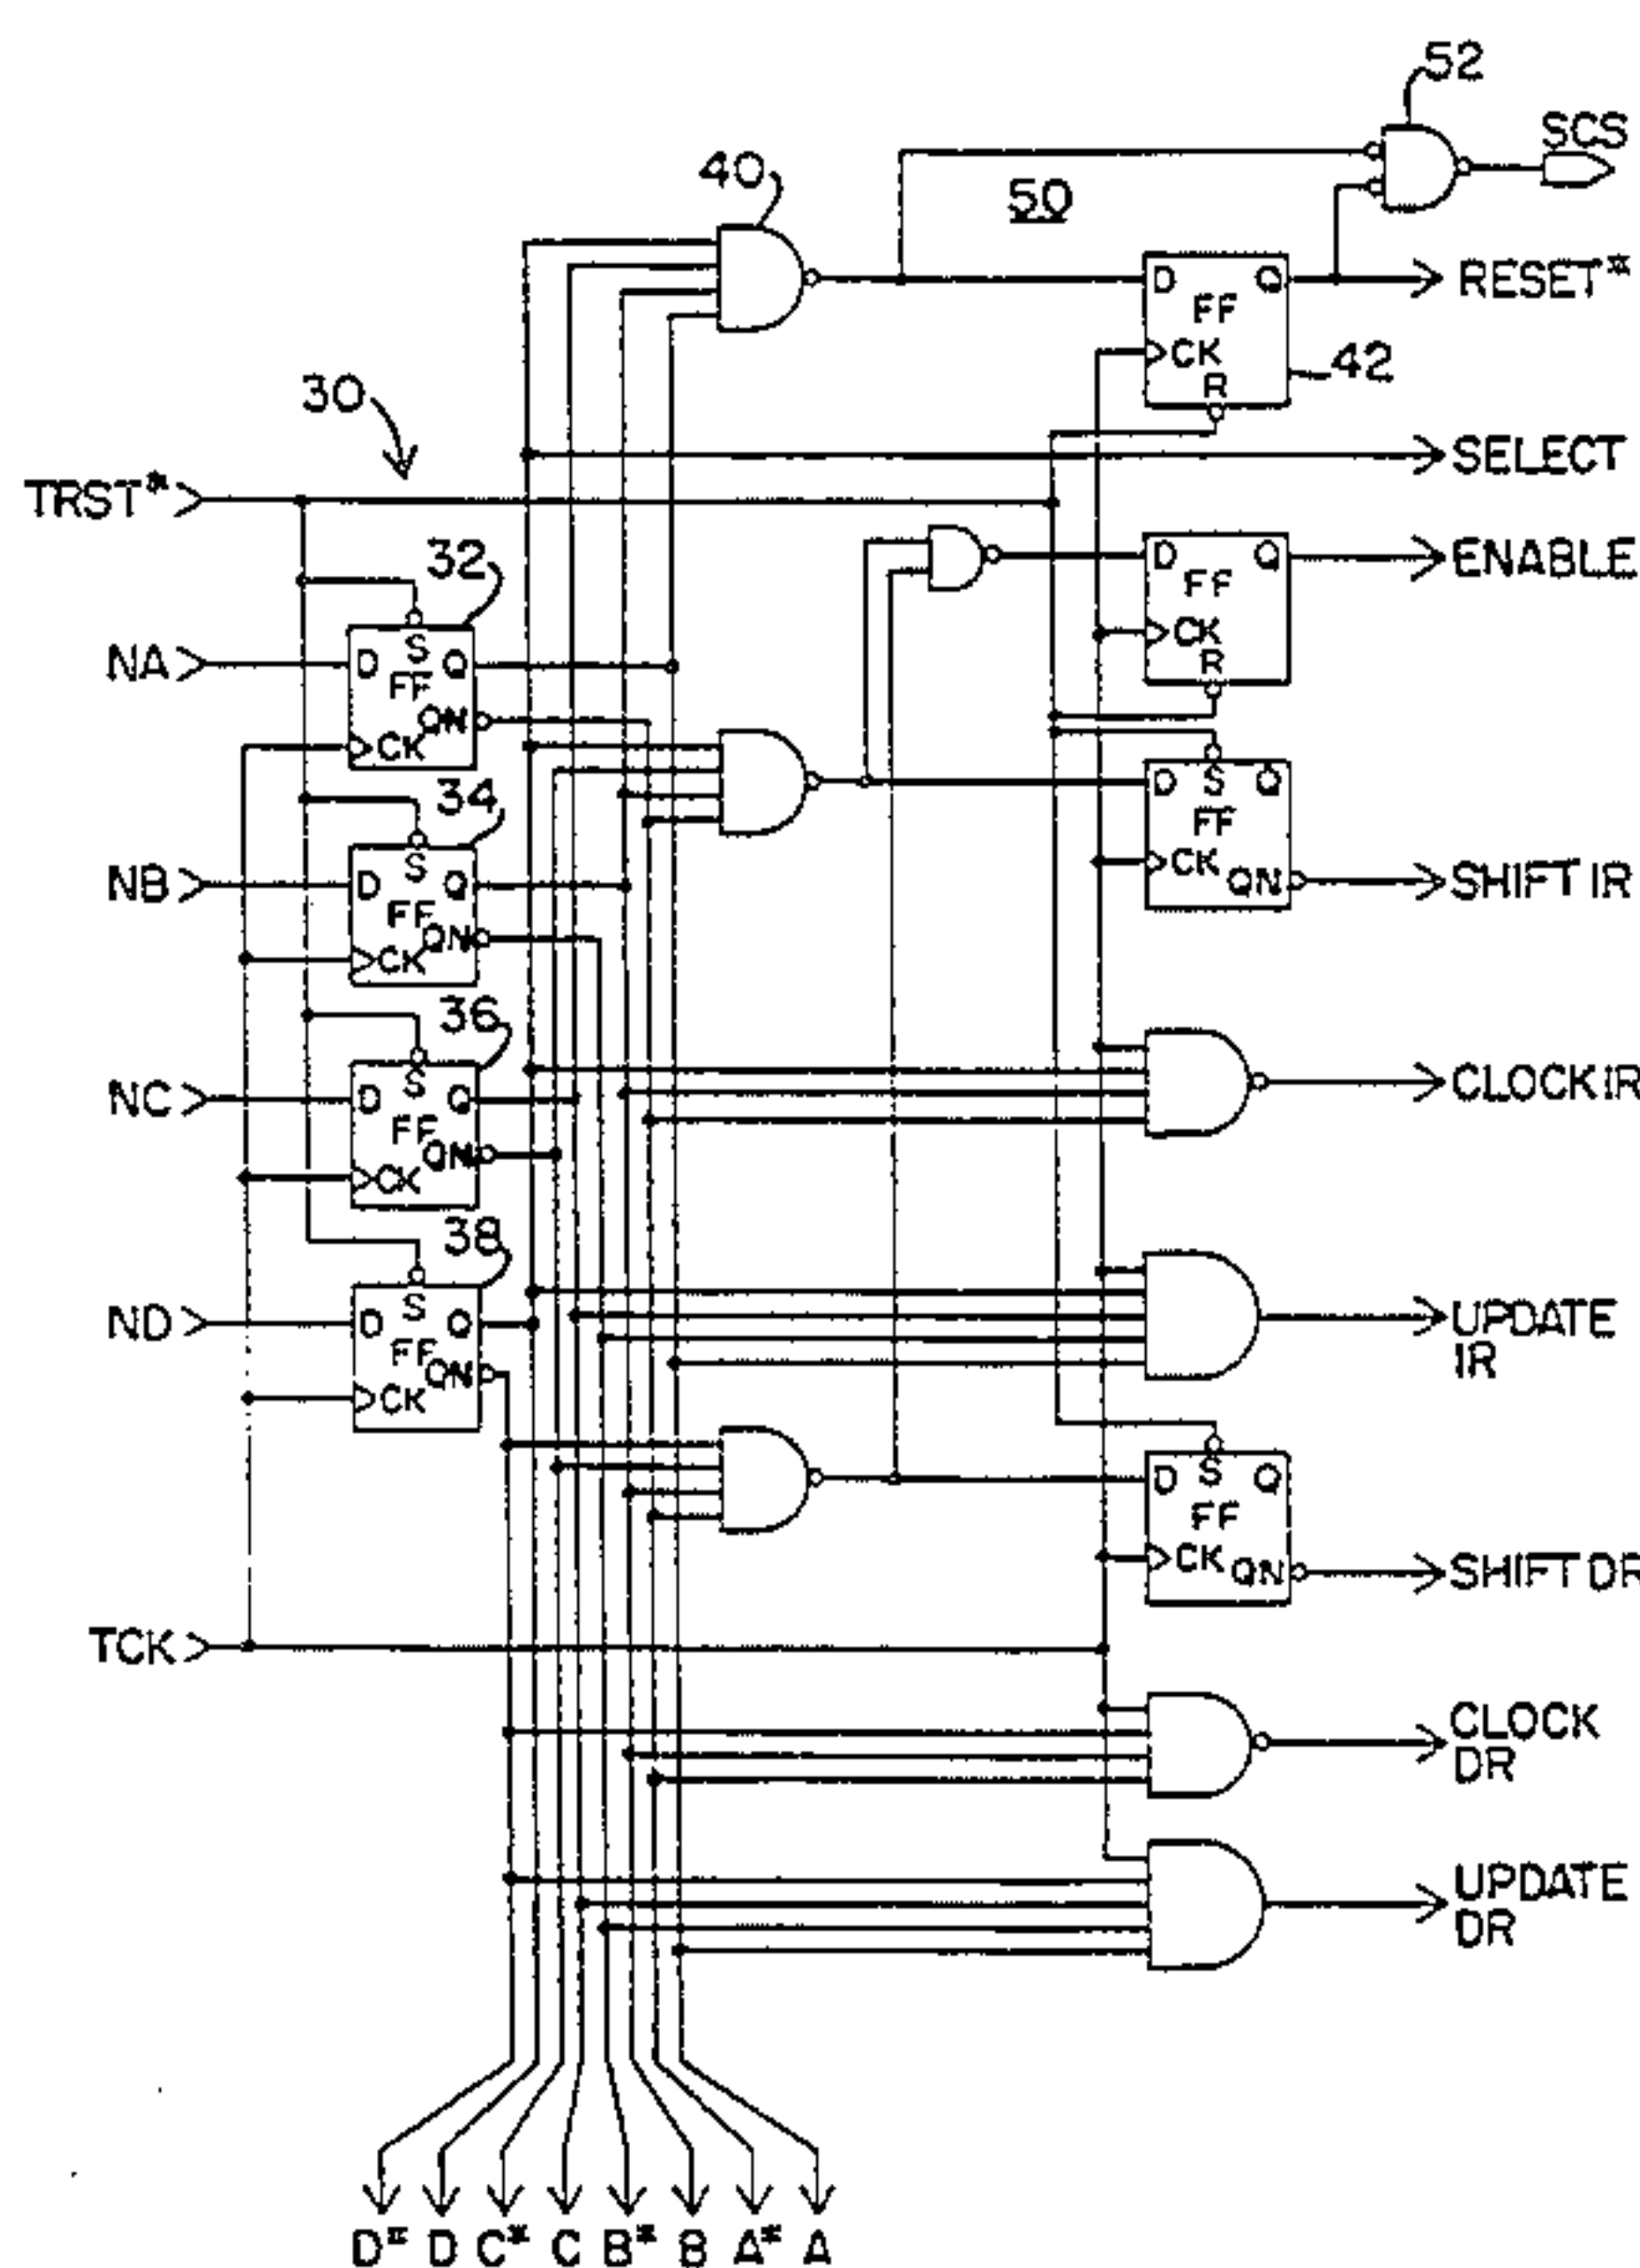 52
SCS
40
50
D Q
FF
CK
R
RESET*
42
30
SELECT
TRST*
32
D Q
FF
CK
R
ENABLE
NA
D S Q
FF
QN
CK
34
D S Q
FF
CK
QN
SHIFT IR
NB
D S Q
FF
QN
CK
36
NC
D S Q
FF
QN
CK
CLOCK IR
38
ND
D S Q
FF
QN
CK
UPDATE
IR
D S Q
FF
CK
QN
SHIFT DR
TCK
CLOCK
DR
UPDATE
DR
D* D C* C B* B A* A